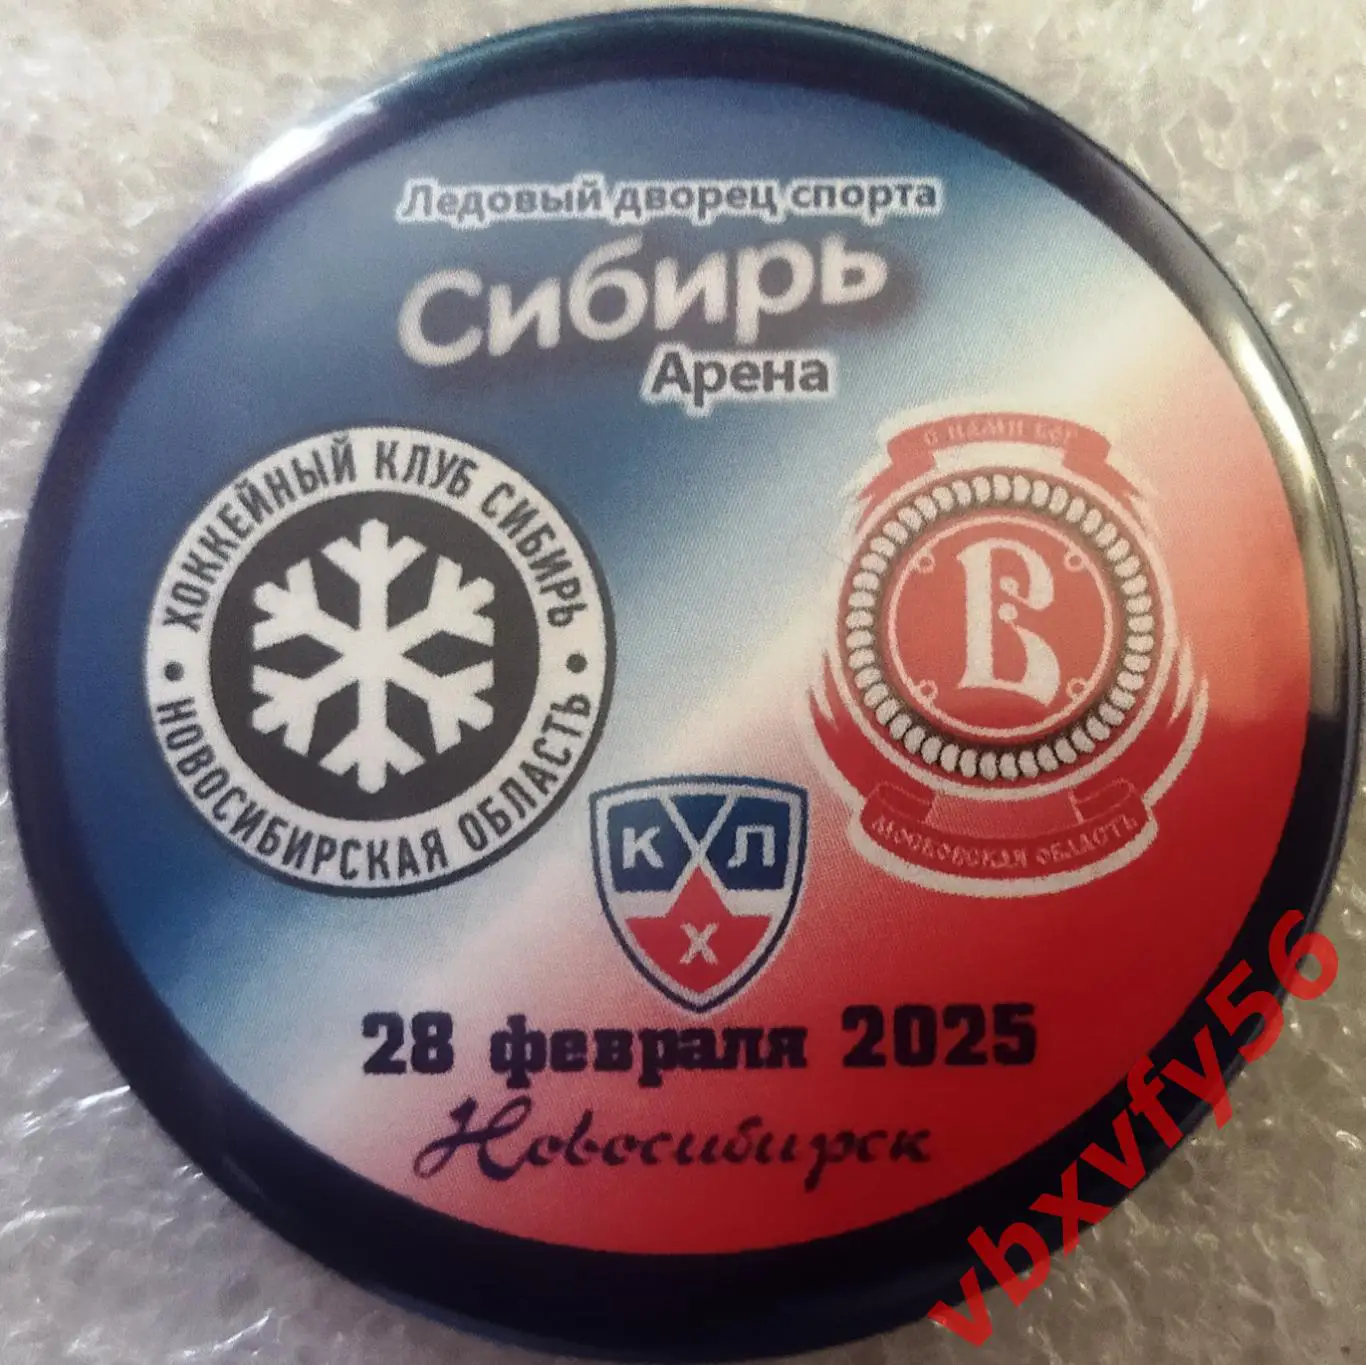 Ледовый дворец спорта
Сибирь
Арена
ХОККЕЙНЫЙ КЛУБ СИБИРЬ
• НОВОСИБИРСКАЯ ОБЛАСТЬ •
С НАМИ БОГ
В
МОСКОВСКАЯ ОБЛАСТЬ
К Х Л
28 февраля 2025
Новосибирск
vbxvfy56